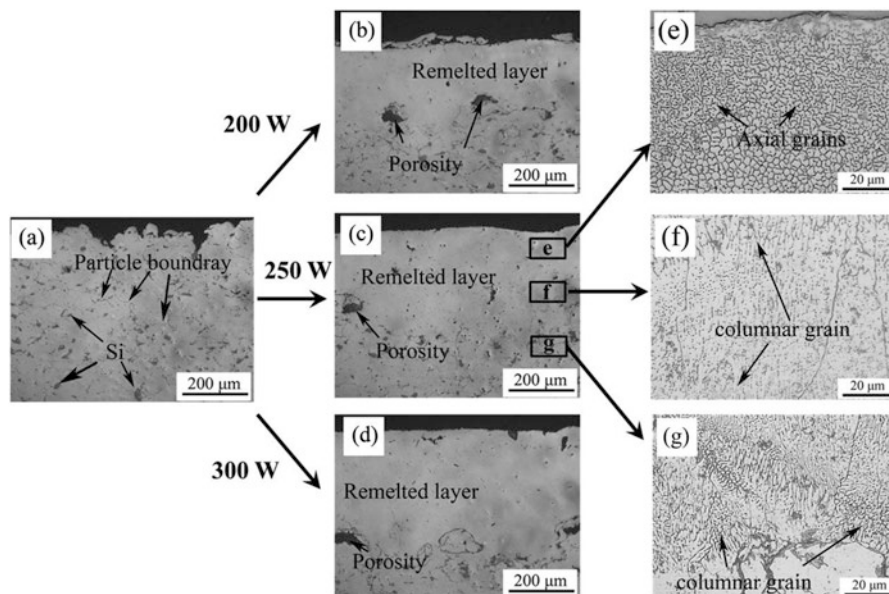 (a)
Particle boundray
Si
200 μm
200 W
250 W
300 W
(b)
Remelted layer
Porosity
200 μm
(c)
Remelted layer
Porosity
e
f
g
200 μm
(d)
Remelted layer
Porosity
200 μm
(e)
Axial grains
20 μm
(f)
columnar grain
20 μm
(g)
columnar grain
20 μm